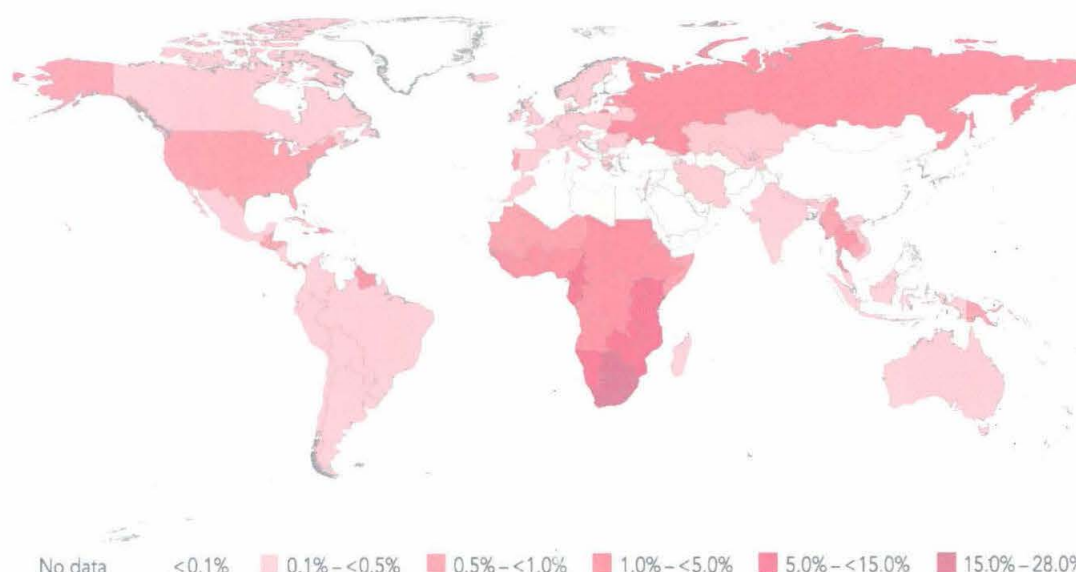 No data <0.1% 0.1% – <0.5% 0.5% – <1.0% 1.0% – <5.0% 5.0% – <15.0% 15.0% – 28.0%